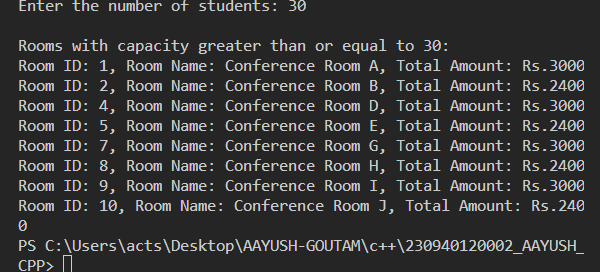 Enter the number of students: 30
Rooms with capacity greater than or equal to 30:
Room ID: 1, Room Name: Conference Room A, Total Amount: Rs.3000
Room ID: 2, Room Name: Conference Room B, Total Amount: Rs.2400
Room ID: 4, Room Name: Conference Room D, Total Amount: Rs.3000
Room ID: 5, Room Name: Conference Room E, Total Amount: Rs.2400
Room ID: 7, Room Name: Conference Room G, Total Amount: Rs.3000
Room ID: 8, Room Name: Conference Room H, Total Amount: Rs.2400
Room ID: 9, Room Name: Conference Room I, Total Amount: Rs.3000
Room ID: 10, Room Name: Conference Room J, Total Amount: Rs.240
0
PS C:\Users\acts\Desktop\AAYUSH-GOUTAM\c++\230940120002_AAYUSH_
CPP>